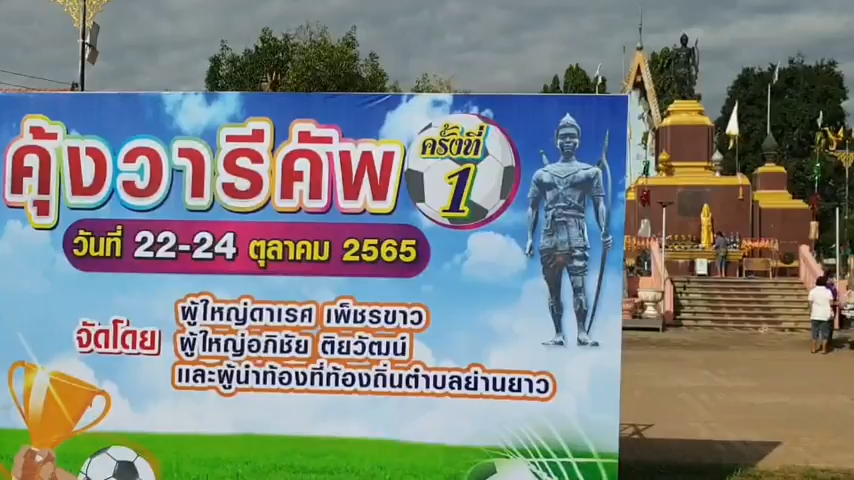 คุ้งวารีคัพ
ครั้งที่
1
วันที่ 22-24 ตุลาคม 2565
จัดโดย
ผู้ใหญ่ดาเรศ เพ็ชรขาว
ผู้ใหญ่อภิชัย ติยวัฒน์
และผู้นำท้องที่ท้องถิ่นตำบลย่านยาว